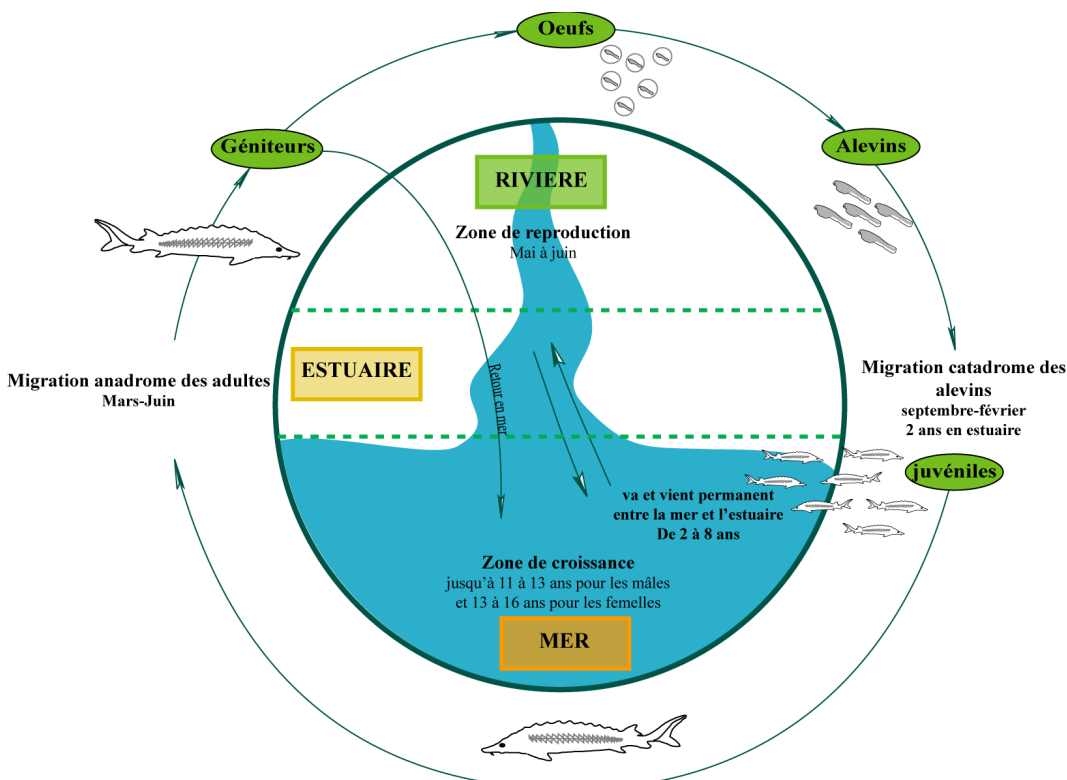 Oeufs
Géniteurs
Alevins
RIVIERE
Zone de reproduction
Mai à juin
ESTUAIRE
Retour en mer
Migration anadrome des adultes
Mars-Juin
Migration catadrome des
alevins
septembre-février
2 ans en estuaire
juvéniles
va et vient permanent
entre la mer et l’estuaire
De 2 à 8 ans
Zone de croissance
jusqu’à 11 à 13 ans pour les mâles
et 13 à 16 ans pour les femelles
MER